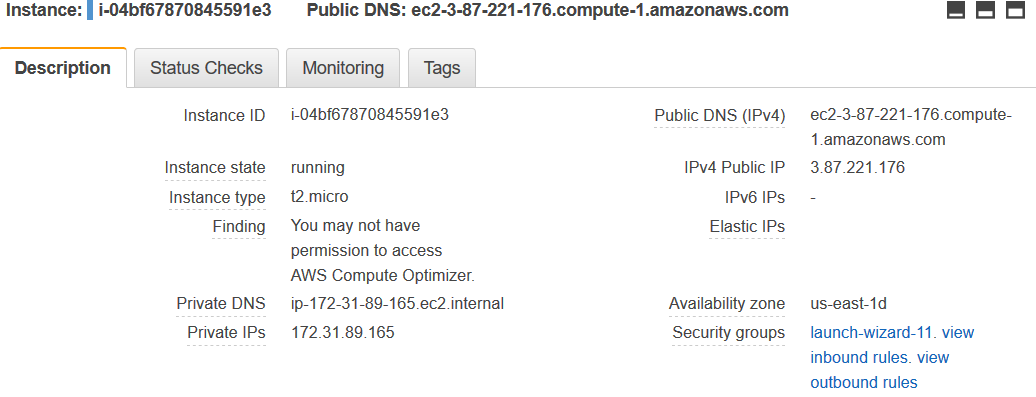 Instance: i-04bf67870845591e3 Public DNS: ec2-3-87-221-176.compute-1.amazonaws.com
Description Status Checks Monitoring Tags
Instance ID i-04bf67870845591e3
Public DNS (IPv4) ec2-3-87-221-176.compute-
1.amazonaws.com
Instance state running
IPv4 Public IP 3.87.221.176
Instance type t2.micro
IPv6 IPs -
Finding You may not have
permission to access
AWS Compute Optimizer.
Elastic IPs
Private DNS ip-172-31-89-165.ec2.internal
Availability zone us-east-1d
Private IPs 172.31.89.165
Security groups launch-wizard-11. view
inbound rules. view
outbound rules